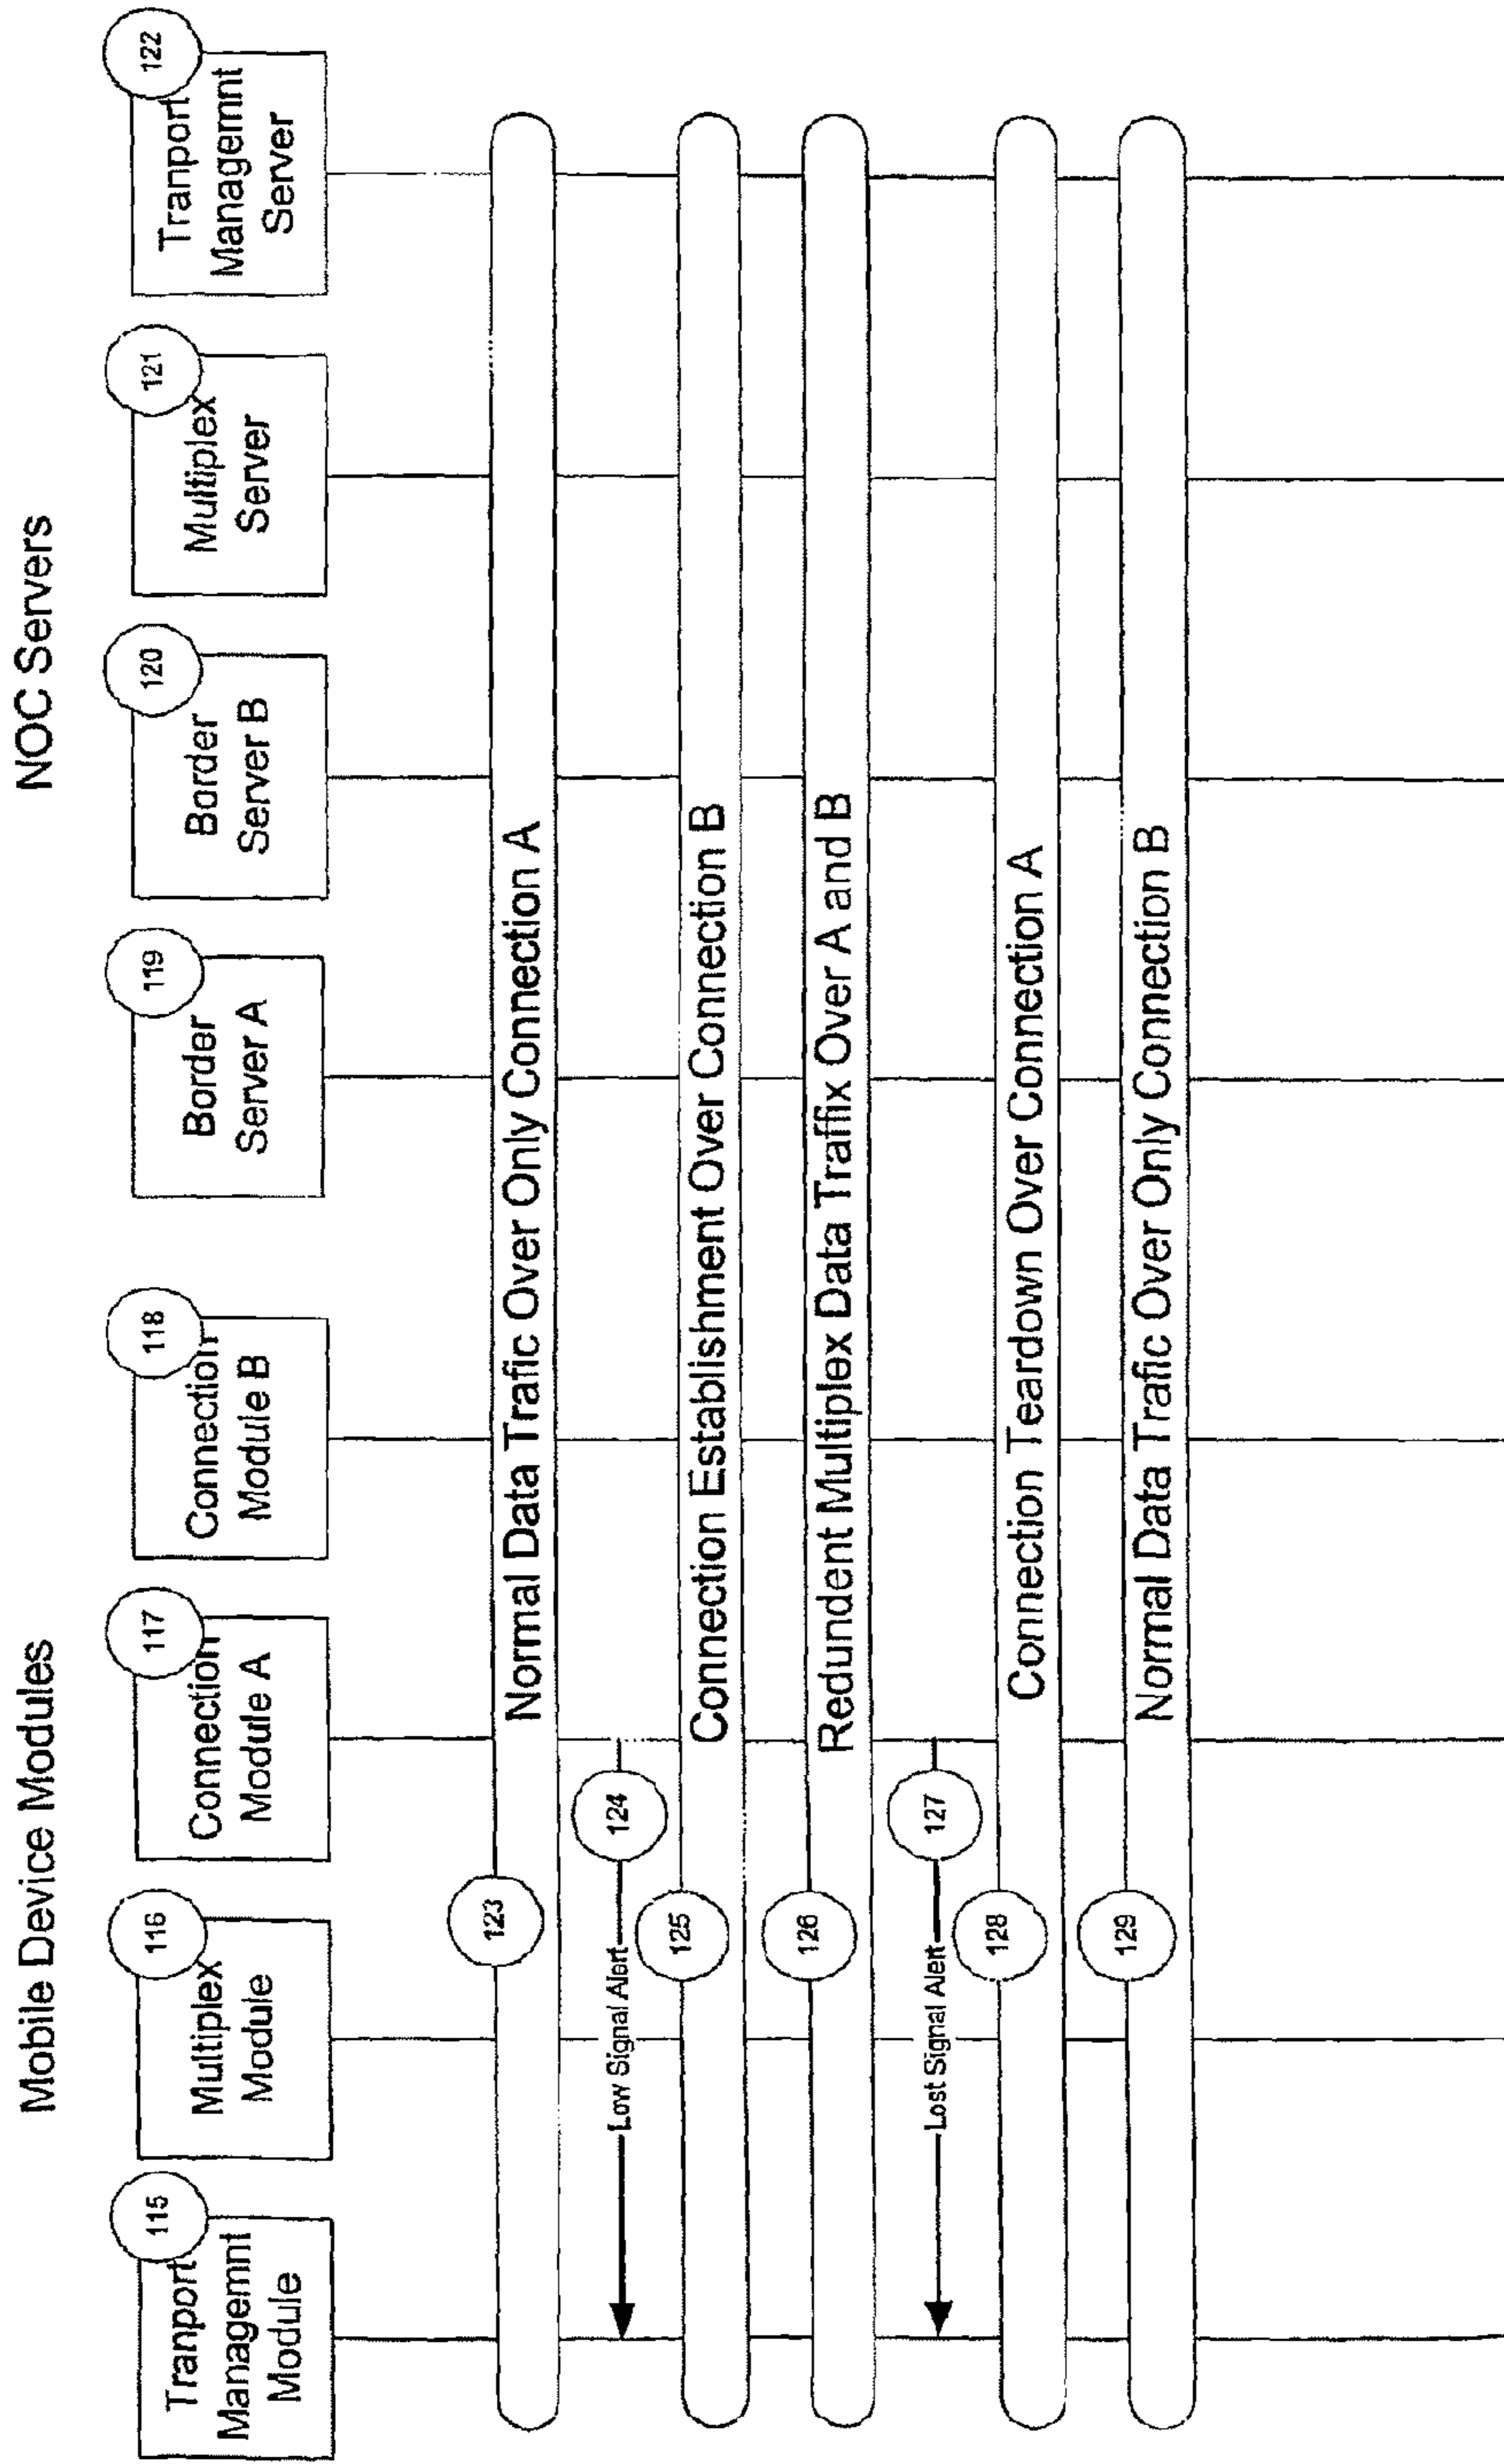 Mobile Device Modules
NOC Servers
115
Tranport
Managemnt
Module
116
Multiplex
Module
117
Connection
Module A
118
Connection
Module B
119
Border
Server A
120
Border
Server B
121
Multiplex
Server
122
Tranport
Managemnt
Server
123
Normal Data Trafic Over Only Connection A
124
Low Signal Alert
125
Connection Establishment Over Connection B
126
Redundent Multiplex Data Traffix Over A and B
127
Lost Signal Alert
128
Connection Teardown Over Connection A
129
Normal Data Trafic Over Only Connection B